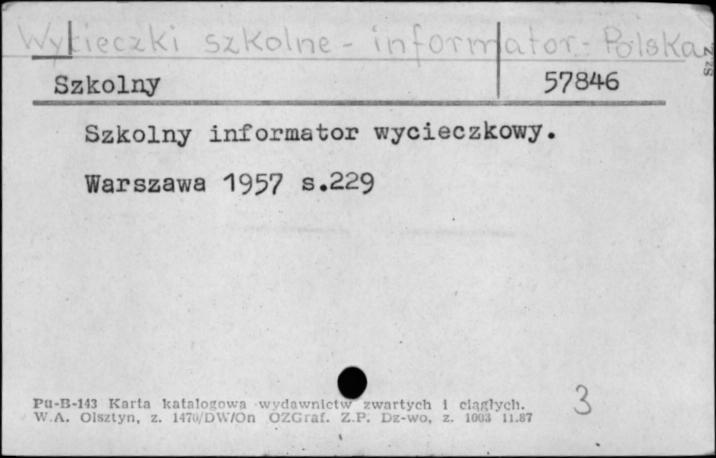 Wycieczki szkolne - informator - Polska
Szkolny 57846
Szkolny informator wycieczkowy.
Warszawa 1957 s.229
Pu-B-143 Karta katalogowa wydawnictw zwartych i ciągłych.
W.A. Olsztyn, z. 1470/DW/On OZGraf. Z.P. Dz-wo, z. 1003 11.87
3